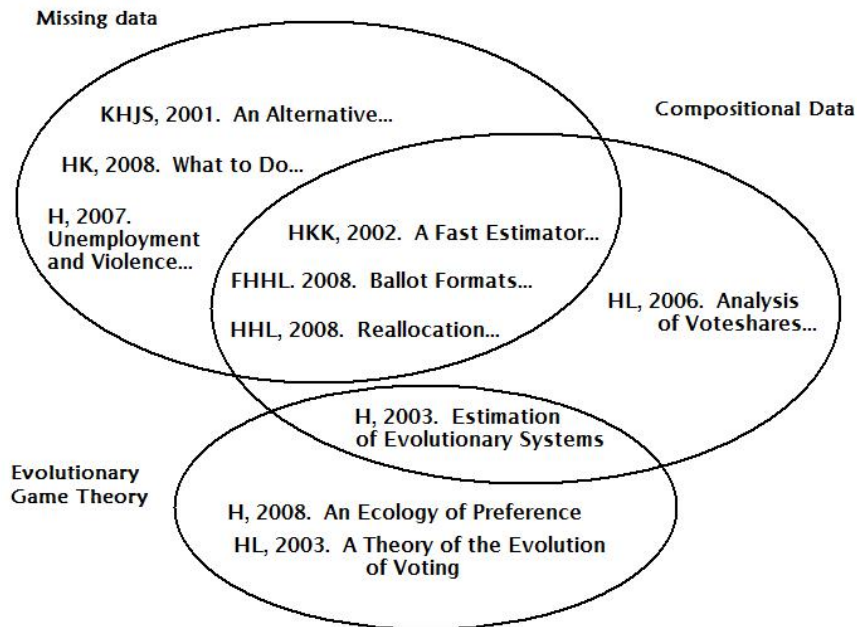 Missing data
KHJS, 2001. An Alternative...
Compositional Data
HK, 2008. What to Do...
H, 2007.
Unemployment
and Violence...
HKK, 2002. A Fast Estimator...
FHHL. 2008. Ballot Formats...
HHL, 2008. Reallocation...
HL, 2006. Analysis
of Voteshares...
H, 2003. Estimation
of Evolutionary Systems
Evolutionary
Game Theory
H, 2008. An Ecology of Preference
HL, 2003. A Theory of the Evolution
of Voting